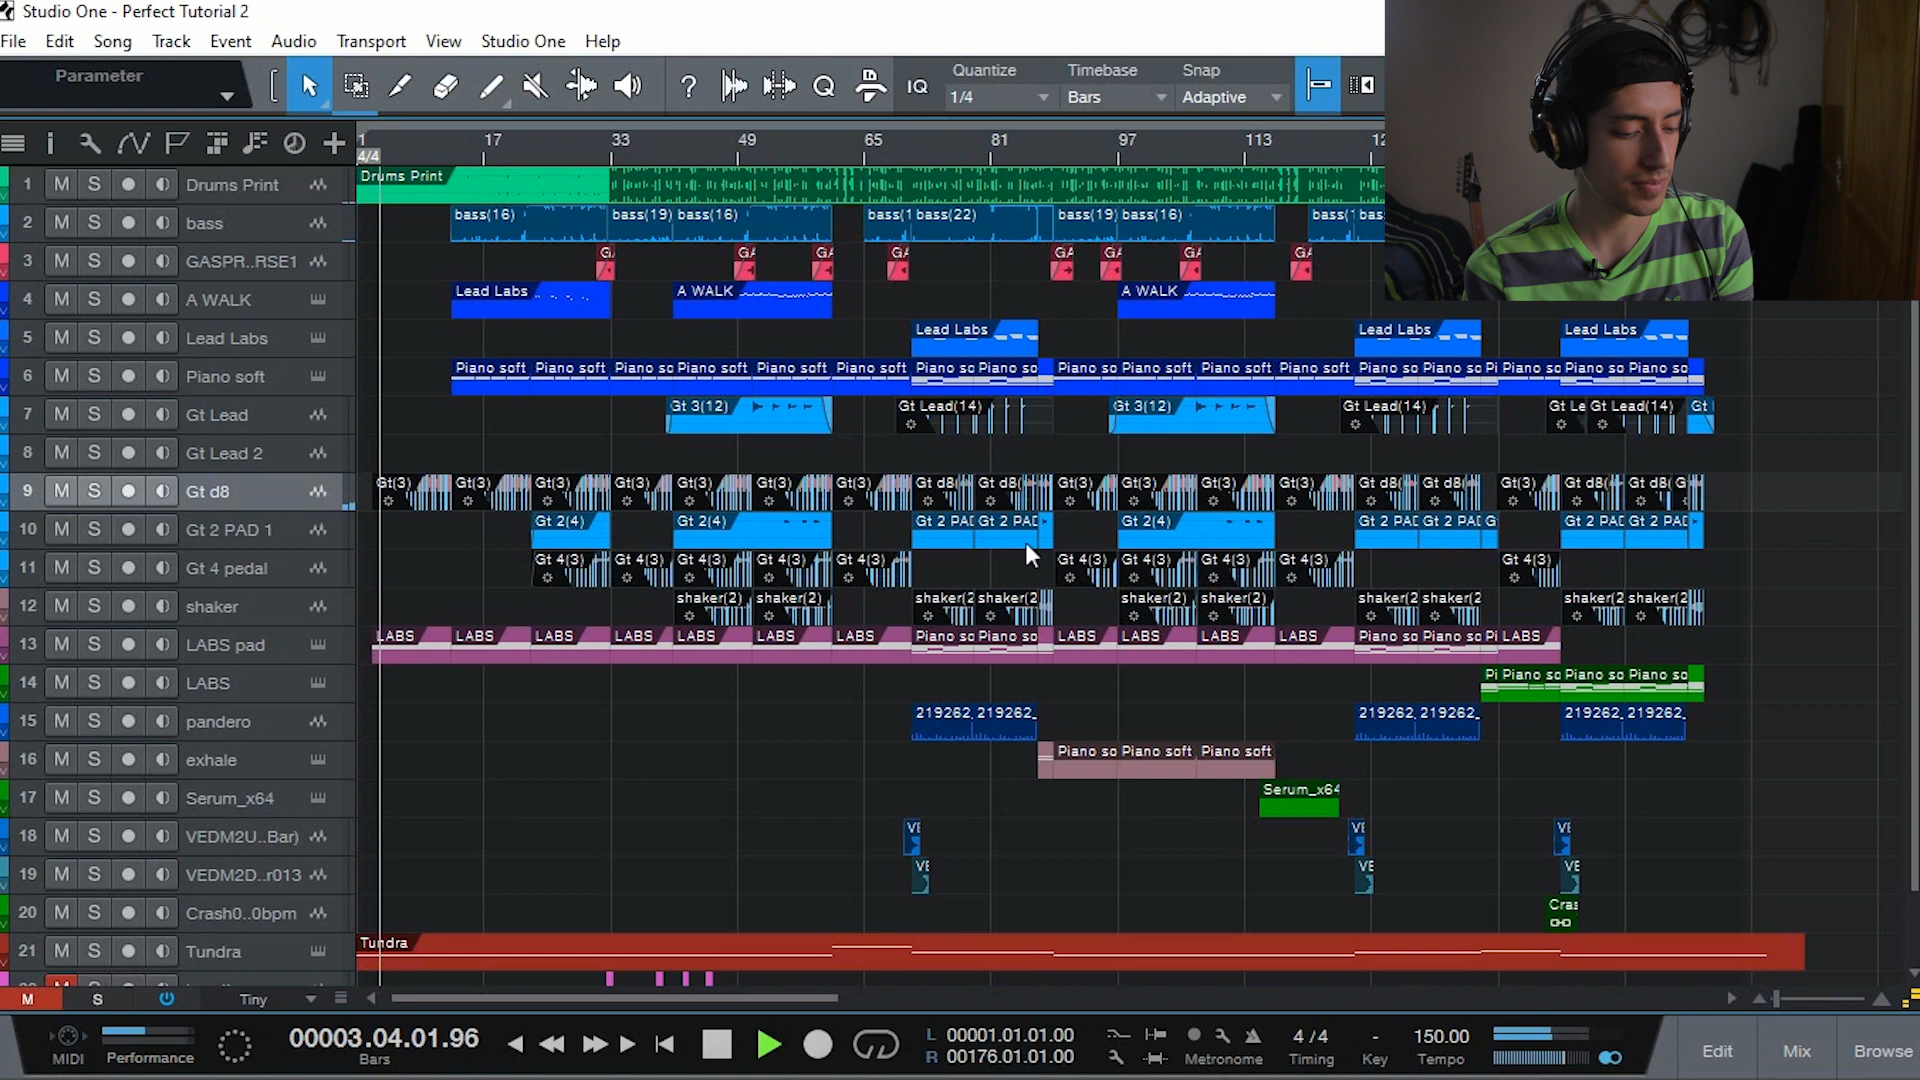 Studio One - Perfect Tutorial 2
File Edit Song Track Event Audio Transport View Studio One Help
Parameter
Quantize Timebase Snap
IQ 1/4 Bars Adaptive
1 17 33 49 65 81 97 113
4/4
1 M S Drums Print Drums Print
2 M S bass bass(16) bass(19) bass(16) bass(1 bass(22) bass(19) bass(16) bass(1 bas
3 M S GASPR..RSE1 GA GA GA GA GA GA GA GA
4 M S A WALK Lead Labs A WALK A WALK
5 M S Lead Labs Lead Labs Lead Labs Lead Labs
6 M S Piano soft Piano soft Piano soft Piano so Piano soft Piano soft Piano soft Piano so Piano so Piano so Piano soft Piano soft Piano soft Piano so Piano so Pi Piano so Piano so Piano so
7 M S Gt Lead Gt 3(12) Gt Lead(14) Gt 3(12) Gt Lead(14) Gt Le Gt Lead(14) Gt
8 M S Gt Lead 2
9 M S Gt d8 Gt(3) Gt(3) Gt(3) Gt(3) Gt(3) Gt(3) Gt(3) Gt d8( Gt d8( Gt(3) Gt(3) Gt(3) Gt(3) Gt d8( Gt d8( Gt(3) Gt d8( Gt d8( G
10 M S Gt 2 PAD 1 Gt 2(4) Gt 2(4) Gt 2 PAD Gt 2 PAD Gt 2(4) Gt 2 PAD Gt 2 PAD G Gt 2 PAD Gt 2 PAD
11 M S Gt 4 pedal Gt 4(3) Gt 4(3) Gt 4(3) Gt 4(3) Gt 4(3) Gt 4(3) Gt 4(3) Gt 4(3) Gt 4(3) Gt 4(3)
12 M S shaker shaker(2) shaker(2) shaker(2 shaker(2 shaker(2) shaker(2) shaker(2 shaker(2 shaker(2 shaker(2
13 M S LABS pad LABS LABS LABS LABS LABS LABS LABS Piano so Piano so LABS LABS LABS LABS Piano so Piano so Pi LABS
14 M S LABS Pi Piano so Piano so Piano so
15 M S pandero 219262_ 219262_ 219262_ 219262_ 219262_ 219262_
16 M S exhale Piano so Piano soft Piano soft
17 M S Serum_x64 Serum_x64
18 M S VEDM2U..Bar) VE VE VE
19 M S VEDM2D..r013 VE VE VE
20 M S Crash0..0bpm Cras
21 M S Tundra Tundra
M S Tiny
00003.04.01.96 L 00001.01.01.00 4 / 4 - 150.00
MIDI Performance Bars R 00176.01.01.00 Metronome Timing Key Tempo Edit Mix Browse